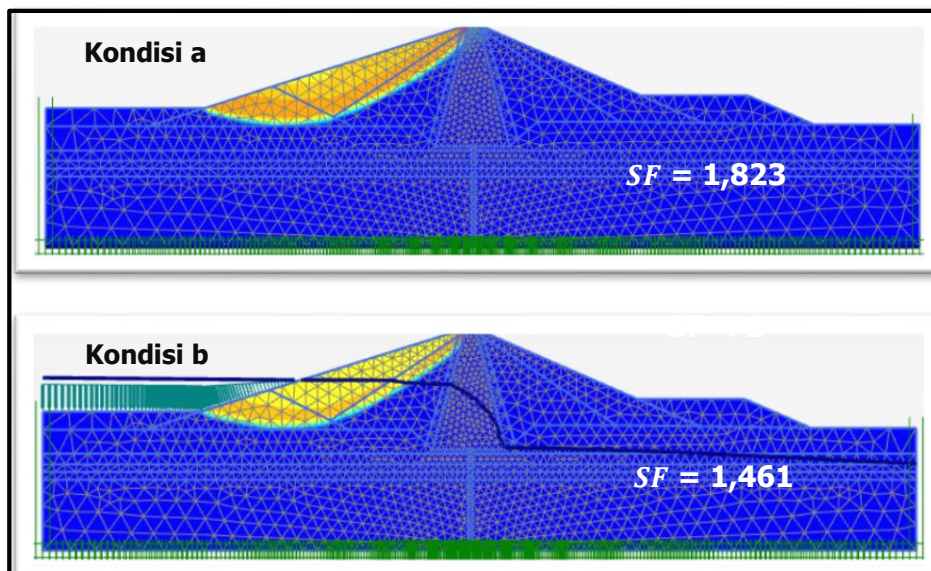 Kondisi a
SF = 1,823
Kondisi b
SF = 1,461